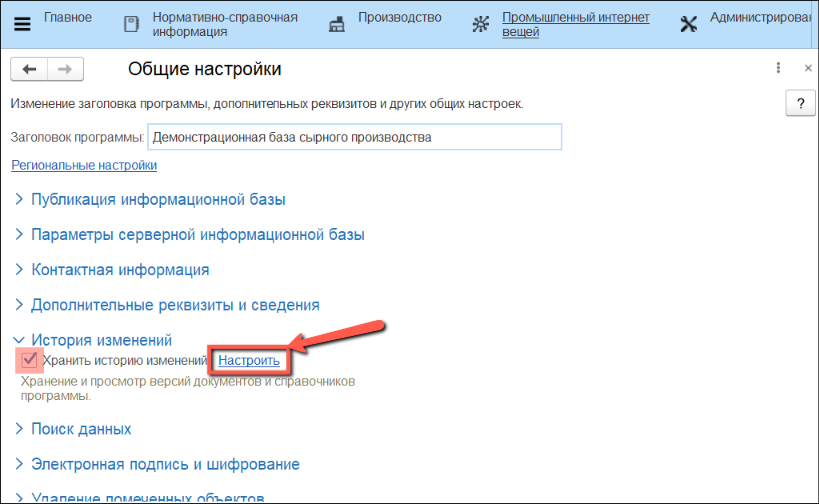 Главное
Нормативно-справочная
информация
Производство
Промышленный интернет
вещей
Администрирован
Общие настройки
Изменение заголовка программы, дополнительных реквизитов и других общих настроек.
?
Заголовок программы: Демонстрационная база сырного производства
Региональные настройки
Публикация информационной базы
Параметры серверной информационной базы
Контактная информация
Дополнительные реквизиты и сведения
История изменений
Хранить историю изменений Настроить
Хранение и просмотр версий документов и справочников
программы.
Поиск данных
Электронная подпись и шифрование
Удаление помеченных объектов